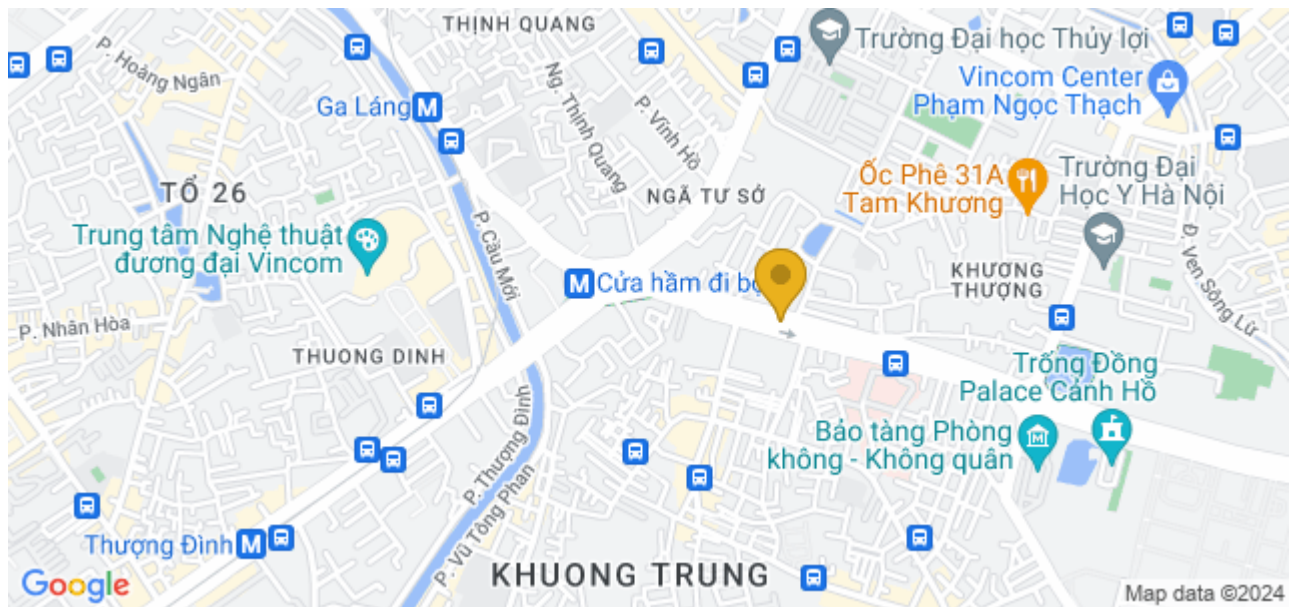 THỊNH QUANG
Trường Đại học Thủy lợi
P. Hoàng Ngân
Ng. Thịnh Quang
Vincom Center
Phạm Ngọc Thạch
Ga Láng
M
P. Vĩnh Hồ
TỔ 26
NGÃ TƯ SỞ
Ốc Phê 31A
Tam Khương
Trường Đại
Học Y Hà Nội
Trung tâm Nghệ thuật
đương đại Vincom
P. Cầu Mới
Đ. Ven Sông Lừ
M
Cửa hầm đi bộ
KHƯƠNG
THƯỢNG
P. Nhân Hòa
THUONG DINH
Trống Đồng
Palace Cảnh Hồ
P. Thượng Đình
Bảo tàng Phòng
không - Không quân
M
P. Vũ Tông Phan
Thượng Đình
M
KHUONG TRUNG
Google
Map data ©2024